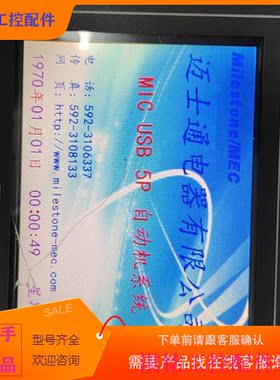 工控配件
Milestone/MEC
迈士通电器有限公司
MIC USB 5P 自动机系统
电 话: 592-3106337
传 真: 592-3108133
网 页: http://www.milestone-mec.com
1970年01月01日 00:00:49 星
SALE
手
品
型号齐全
欢迎咨询
下单前请跟客服确认
需要产品找在线客服询